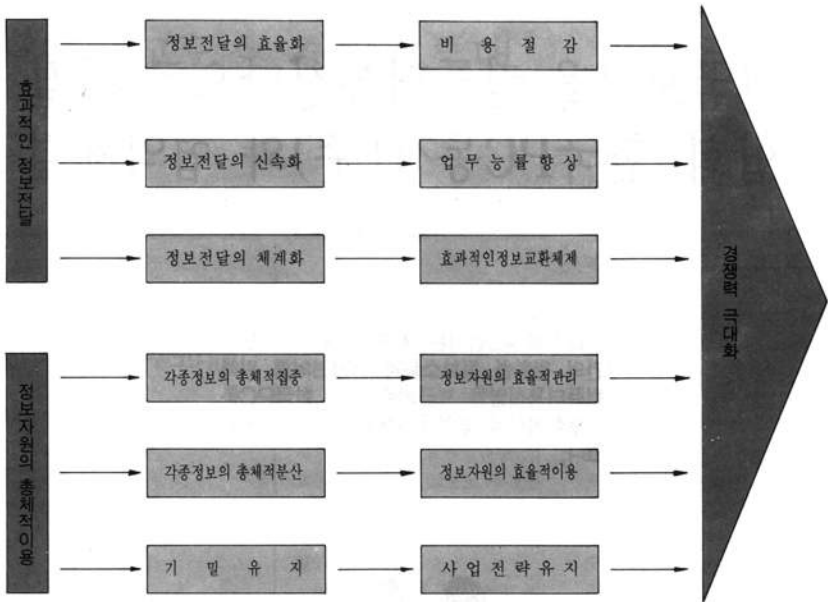 효과적인 정보전달
정보전달의 효율화
비용절감
정보전달의 신속화
업무능률향상
정보전달의 체계화
효과적인정보교환체제
정보자원의 총체적이용
각종정보의 총체적집중
정보자원의 효율적관리
각종정보의 총체적분산
정보자원의 효율적이용
기밀유지
사업전략유지
경쟁력 극대화